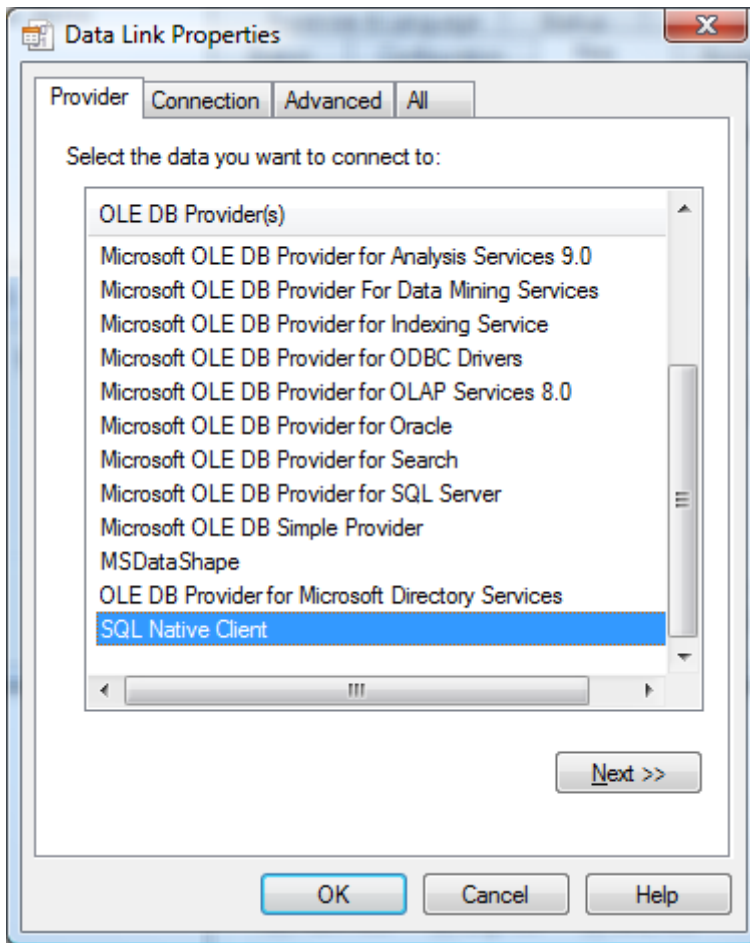 Data Link Properties
Provider Connection Advanced All
Select the data you want to connect to:
OLE DB Provider(s)
Microsoft OLE DB Provider for Analysis Services 9.0
Microsoft OLE DB Provider For Data Mining Services
Microsoft OLE DB Provider for Indexing Service
Microsoft OLE DB Provider for ODBC Drivers
Microsoft OLE DB Provider for OLAP Services 8.0
Microsoft OLE DB Provider for Oracle
Microsoft OLE DB Provider for Search
Microsoft OLE DB Provider for SQL Server
Microsoft OLE DB Simple Provider
MSDataShape
OLE DB Provider for Microsoft Directory Services
SQL Native Client
Next >>
OK Cancel Help